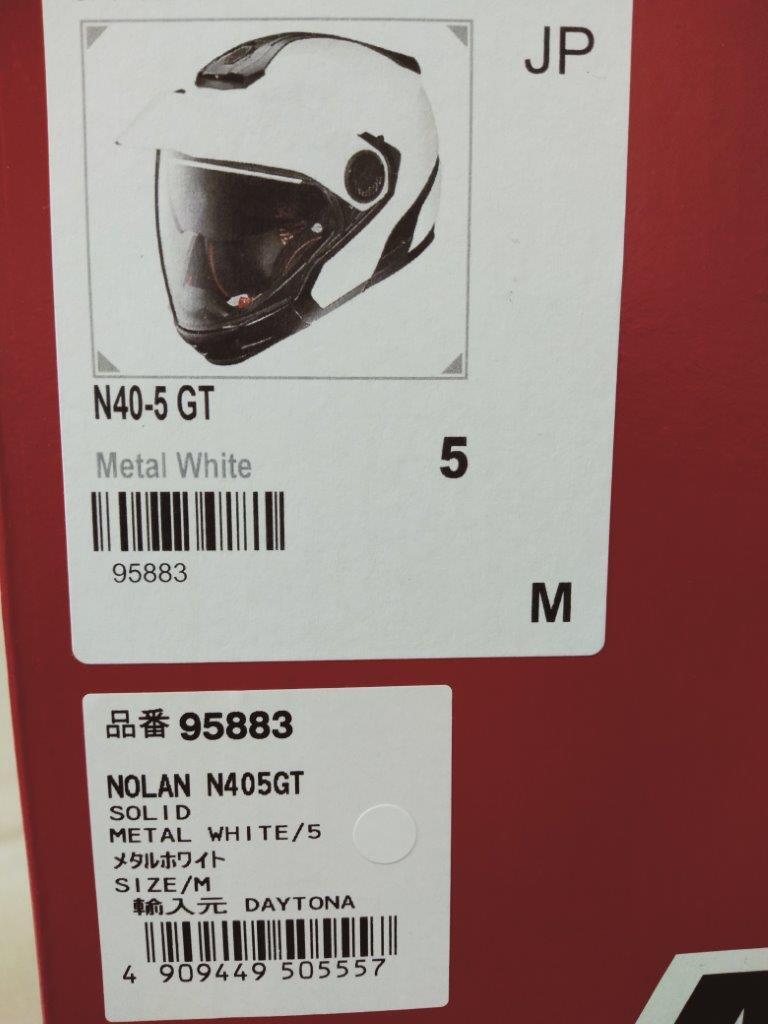 JP
N40-5 GT
Metal White
5
95883
M
品番 95883
NOLAN N405GT
SOLID
METAL WHITE/5
メタルホワイト
SIZE/M
輸入元 DAYTONA
4 909449 505557